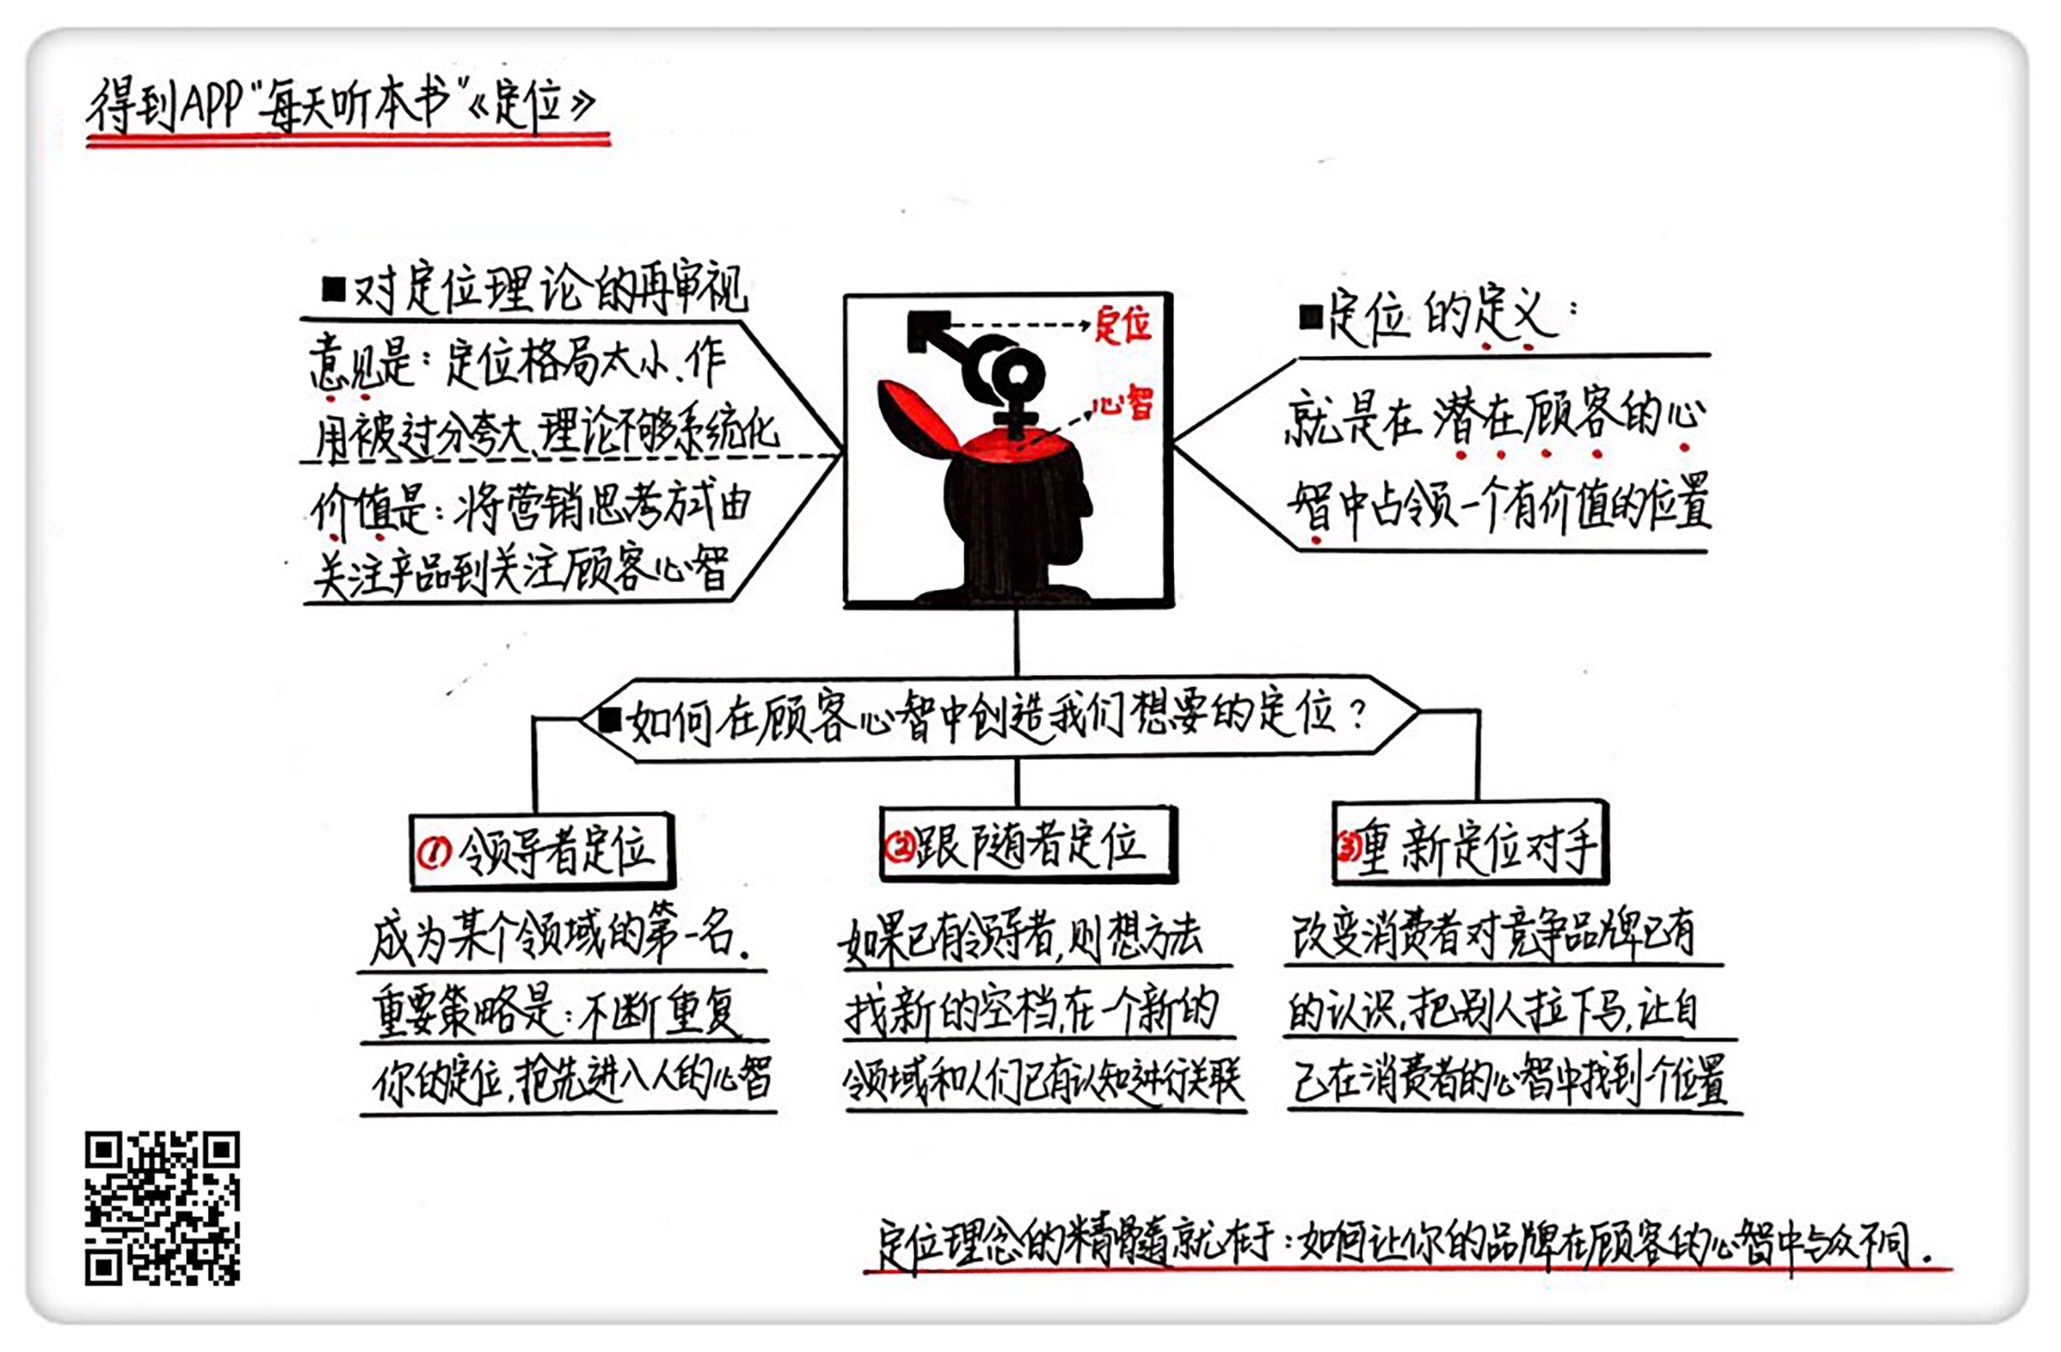 得到APP“每天听本书”《定位》
■对定位理论的再审视
意见是：定位格局太小、作
用被过分夸大、理论不够系统化
价值是：将营销思考方式由
关注产品到关注顾客心智
定位
心智
■定位的定义：
就是在潜在顾客的心
智中占领一个有价值的位置
■如何在顾客心智中创造我们想要的定位？
①领导者定位
成为某个领域的第一名.
重要策略是：不断重复
你的定位,抢先进入人的心智
②跟随者定位
如果已有领导者,则想方法
找新的空档,在一个新的
领域和人们已有认知进行关联
③重新定位对手
改变消费者对竞争品牌已有
的认识,把别人拉下马,让自
己在消费者的心智中找到个位置
定位理念的精髓就在于：如何让你的品牌在顾客的心智中与众不同.